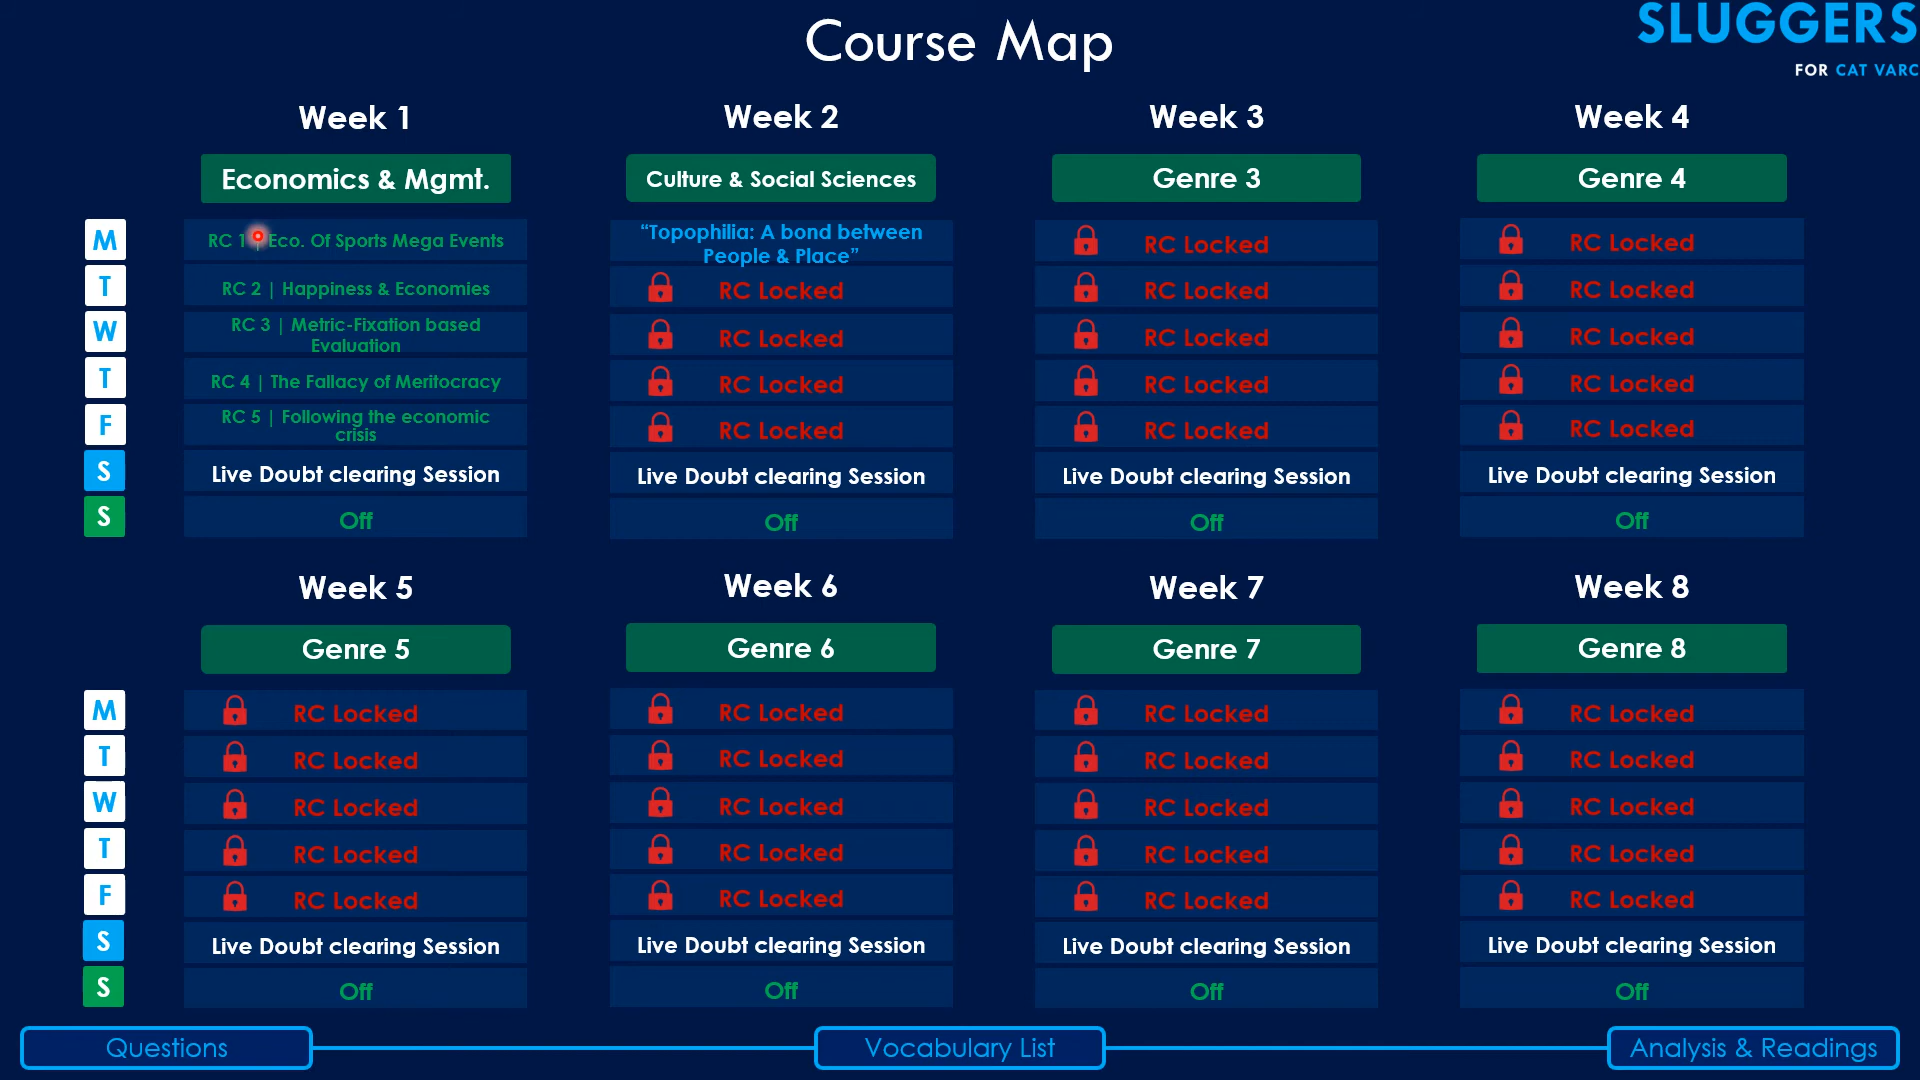 Course Map
SLUGGERS
FOR CAT VARC
Week 1
Week 2
Week 3
Week 4
Economics & Mgmt.
Culture & Social Sciences
Genre 3
Genre 4
M
RC 1 | Eco. Of Sports Mega Events
“Topophilia: A bond between
People & Place”
RC Locked
RC Locked
T
RC 2 | Happiness & Economies
RC Locked
RC Locked
RC Locked
W
RC 3 | Metric-Fixation based
Evaluation
RC Locked
RC Locked
RC Locked
T
RC 4 | The Fallacy of Meritocracy
RC Locked
RC Locked
RC Locked
F
RC 5 | Following the economic
crisis
RC Locked
RC Locked
RC Locked
S
Live Doubt clearing Session
Live Doubt clearing Session
Live Doubt clearing Session
Live Doubt clearing Session
S
Off
Off
Off
Off
Week 5
Week 6
Week 7
Week 8
Genre 5
Genre 6
Genre 7
Genre 8
M
RC Locked
RC Locked
RC Locked
RC Locked
T
RC Locked
RC Locked
RC Locked
RC Locked
W
RC Locked
RC Locked
RC Locked
RC Locked
T
RC Locked
RC Locked
RC Locked
RC Locked
F
RC Locked
RC Locked
RC Locked
RC Locked
S
Live Doubt clearing Session
Live Doubt clearing Session
Live Doubt clearing Session
Live Doubt clearing Session
S
Off
Off
Off
Off
Questions
Vocabulary List
Analysis & Readings